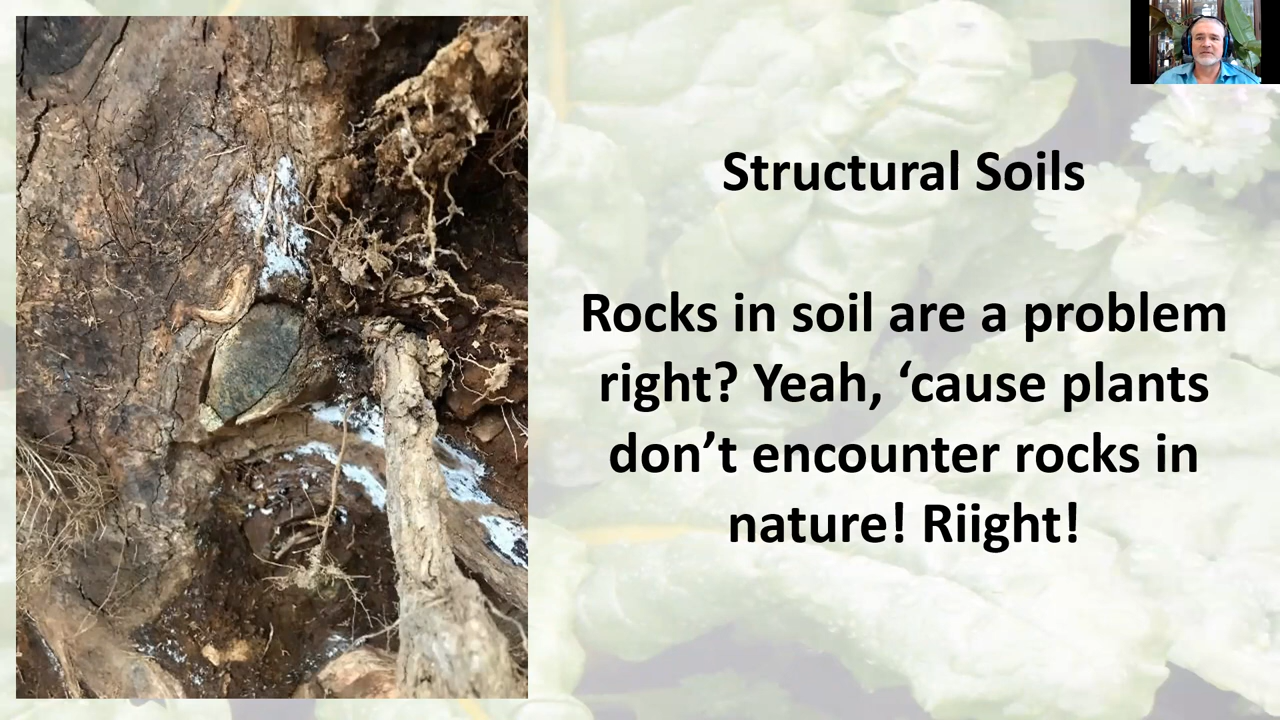 Structural Soils
Rocks in soil are a problem
right? Yeah, ‘cause plants
don’t encounter rocks in
nature! Riight!